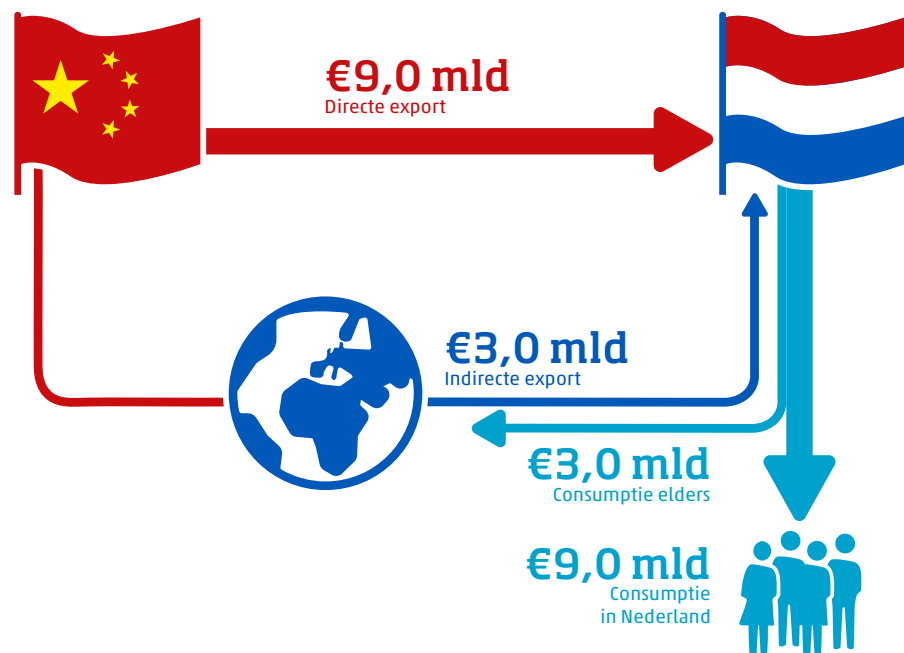 €9,0 mld
Directe export
€3,0 mld
Indirecte export
€3,0 mld
Consumptie elders
€9,0 mld
Consumptie
in Nederland